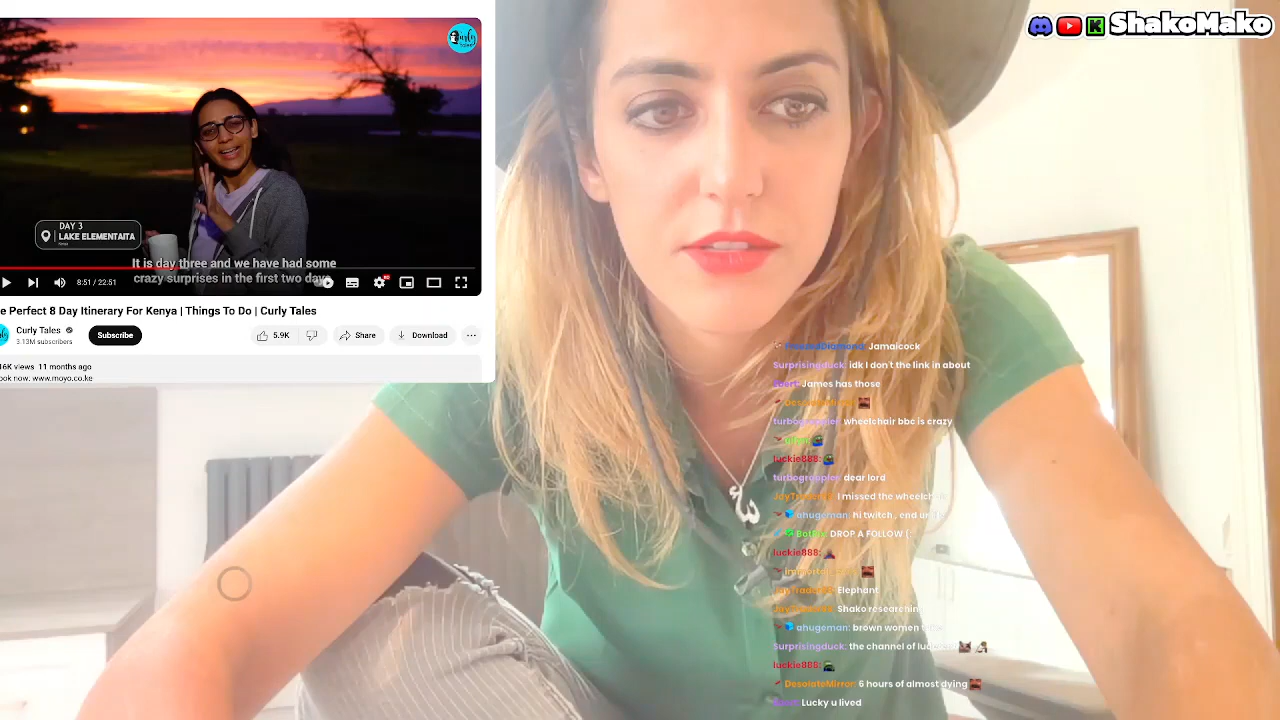 ShakoMako
Curly Tales
DAY 3
LAKE ELEMENTAITA
It is day three and we have had some
crazy surprises in the first two days
8:51 / 22:51
e Perfect 8 Day Itinerary For Kenya | Things To Do | Curly Tales
Curly Tales
3.13M subscribers
Subscribe
5.9K
Share
Download
16K views 11 months ago
ook now: www.moyo.co.ke
Jamaicock
Surprisingduck: idk I don't the link in about
James has those
wheelchair bbc is crazy
luckie888:
dear lord
I missed the
ahugeman: hi twitch , end
DROP A FOLLOW
luckie888:
Elephant
Shako
ahugeman: brown women
Surprisingduck: the channel of
luckie888:
DesolateMirror: 6 hours of almost dying
Lucky u lived